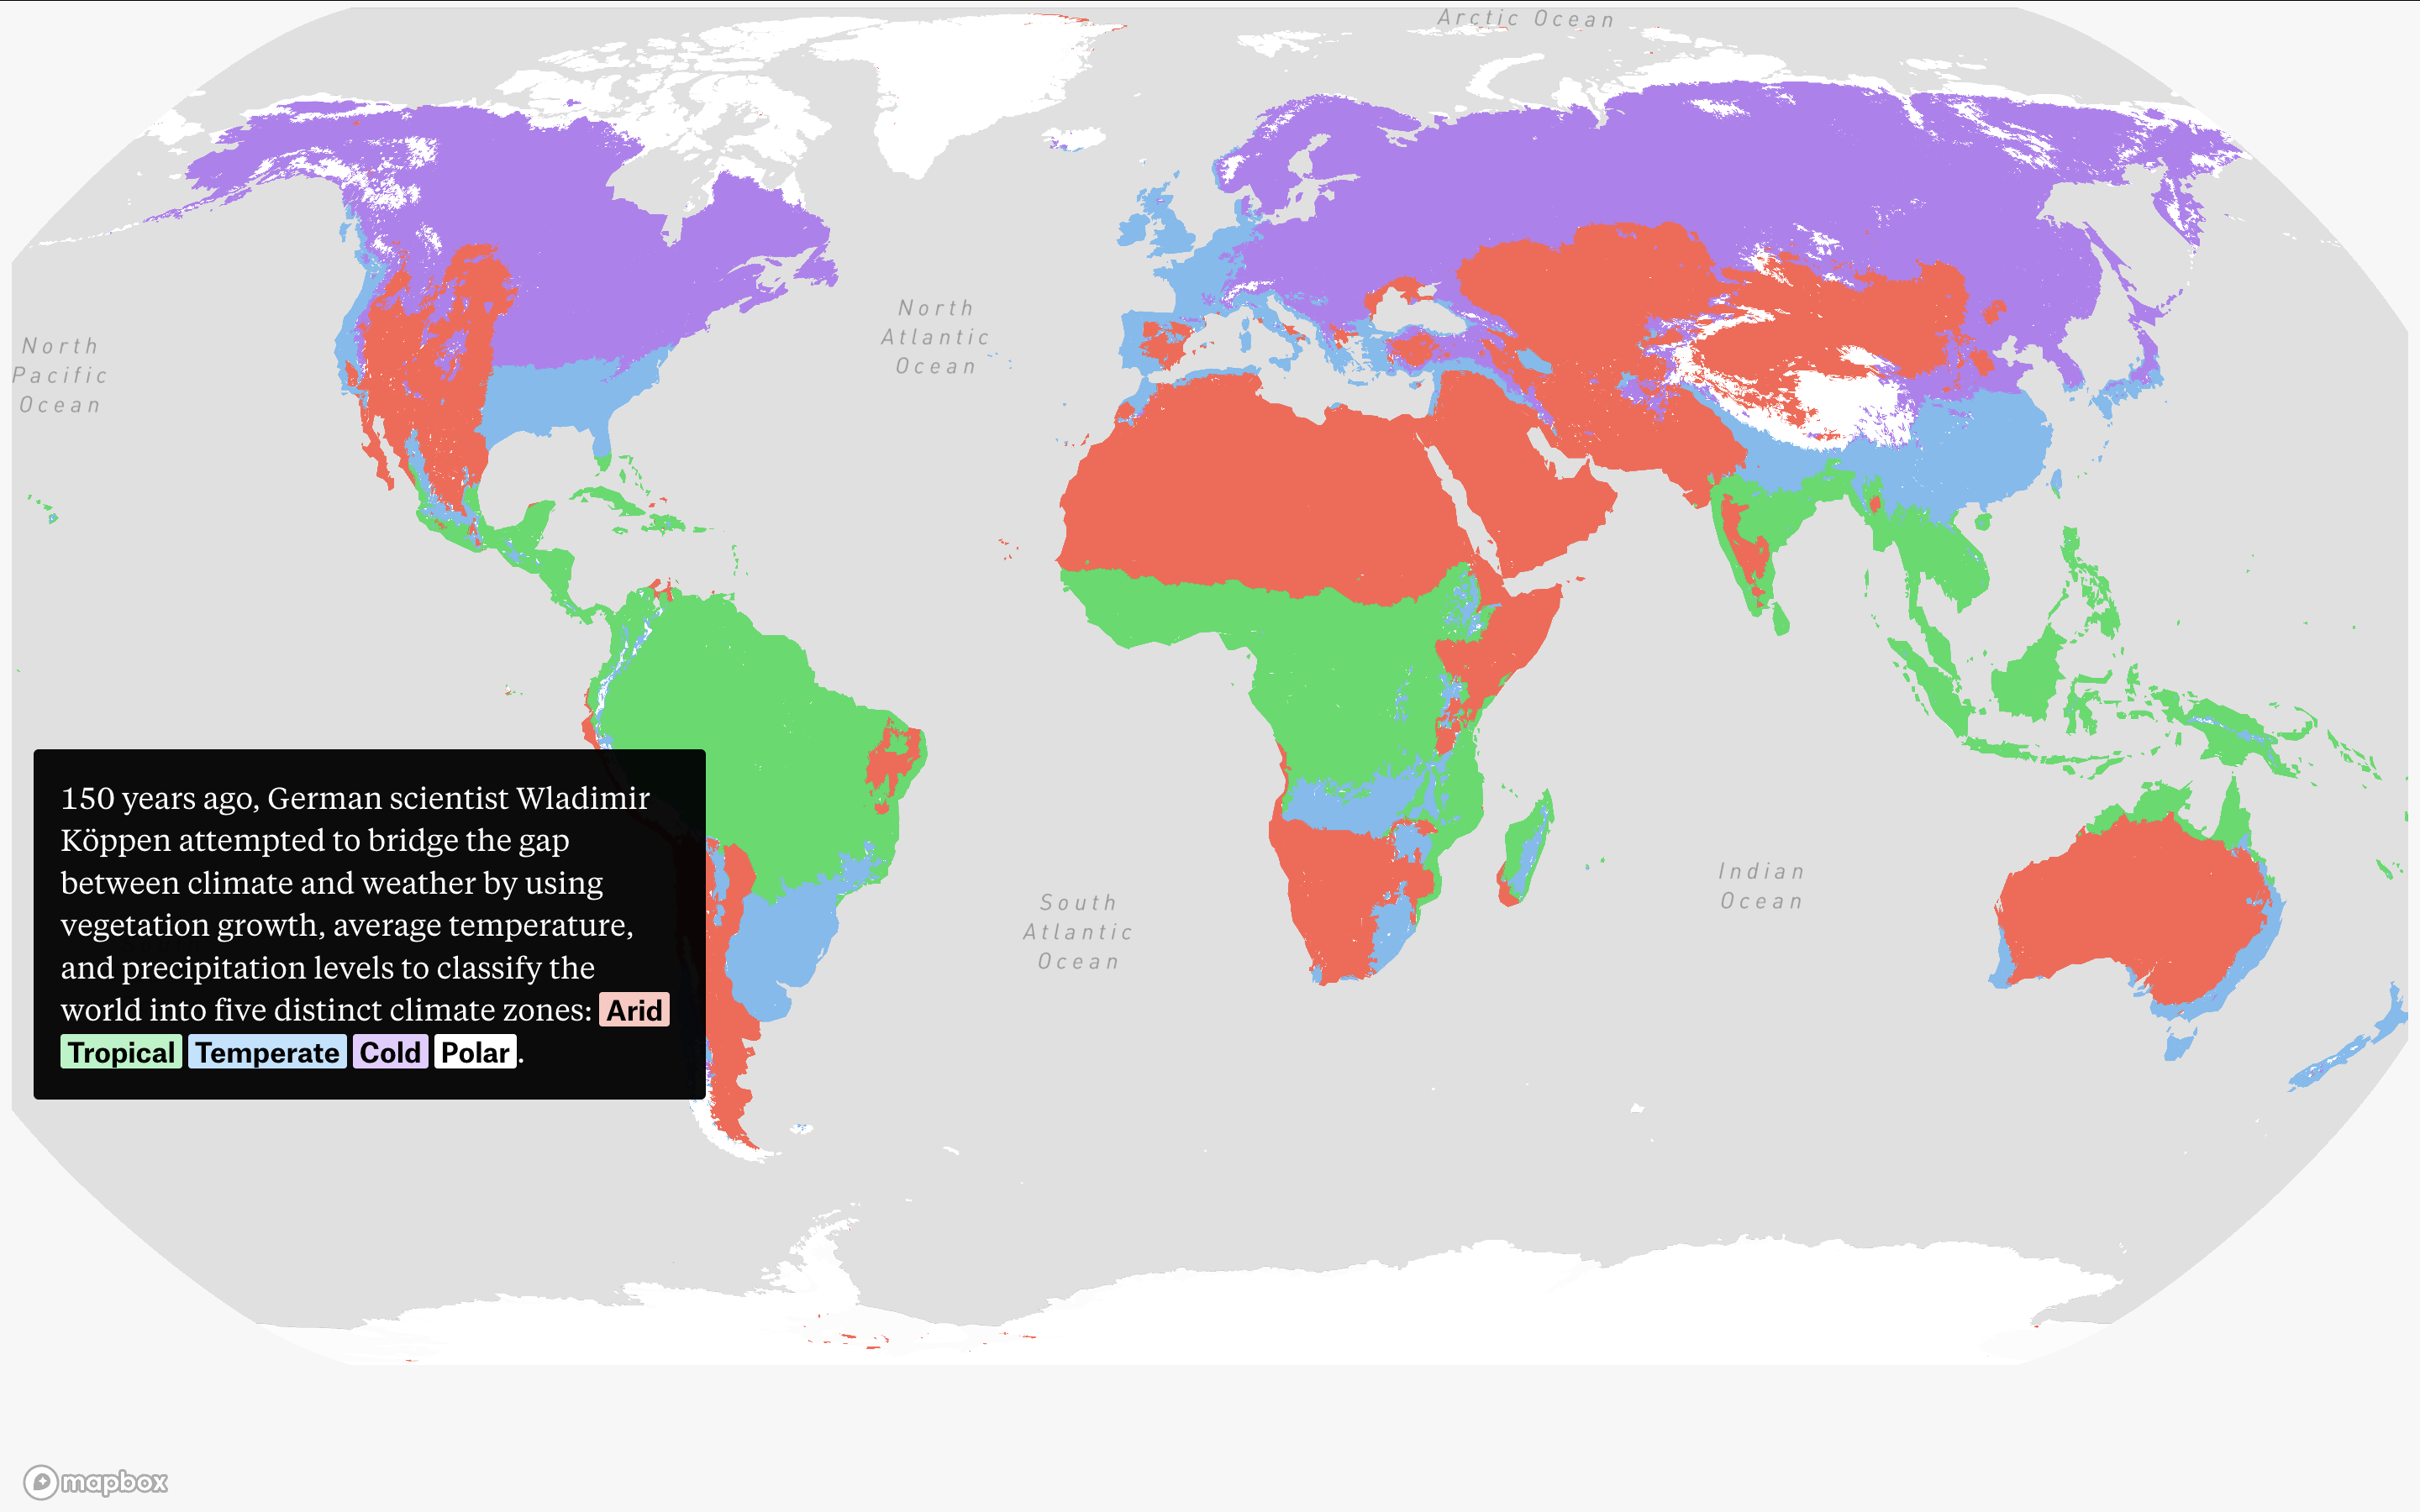 Arctic Ocean
North
Pacific
Ocean
North
Atlantic
Ocean
150 years ago, German scientist Wladimir
Köppen attempted to bridge the gap
between climate and weather by using
vegetation growth, average temperature,
and precipitation levels to classify the
world into five distinct climate zones: Arid
Tropical Temperate Cold Polar.
South
Atlantic
Ocean
Indian
Ocean
mapbox